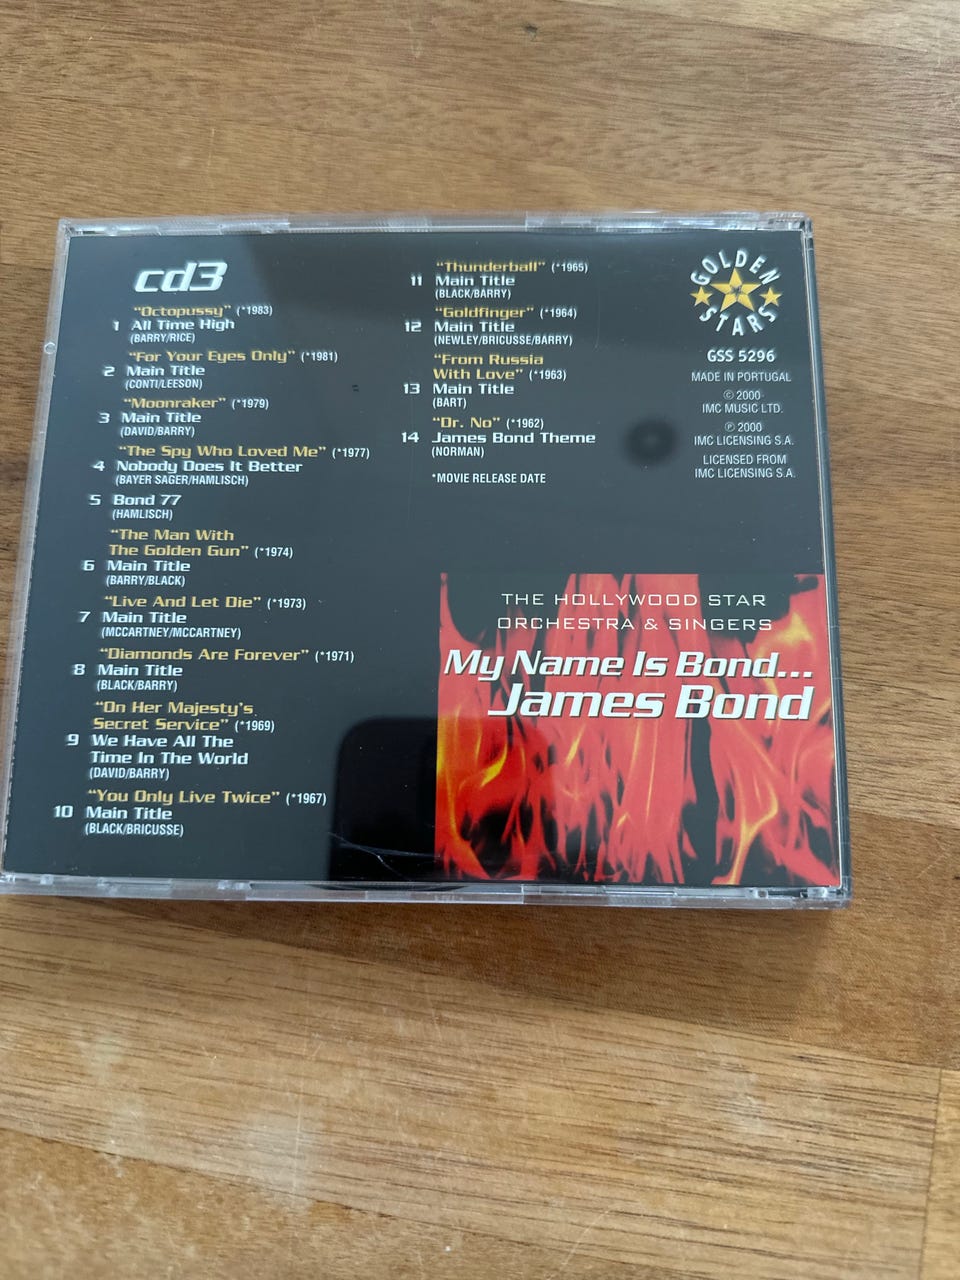 cd3
"Octopussy" (*1983)
1 All Time High
(BARRY/RICE)
"For Your Eyes Only" (*1981)
2 Main Title
(CONTI/LEESON)
"Moonraker" (*1979)
3 Main Title
(DAVID/BARRY)
"The Spy Who Loved Me" (*1977)
4 Nobody Does It Better
(BAYER SAGER/HAMLISCH)
5 Bond 77
(HAMLISCH)
"The Man With
The Golden Gun" (*1974)
6 Main Title
(BARRY/BLACK)
"Live And Let Die" (*1973)
7 Main Title
(MCCARTNEY/MCCARTNEY)
"Diamonds Are Forever" (*1971)
8 Main Title
(BLACK/BARRY)
"On Her Majesty's
Secret Service" (*1969)
9 We Have All The
Time In The World
(DAVID/BARRY)
"You Only Live Twice" (*1967)
10 Main Title
(BLACK/BRICUSSE)
"Thunderball" (*1965)
11 Main Title
(BLACK/BARRY)
"Goldfinger" (*1964)
12 Main Title
(NEWLEY/BRICUSSE/BARRY)
"From Russia
With Love" (*1963)
13 Main Title
(BART)
"Dr. No" (*1962)
14 James Bond Theme
(NORMAN)
*MOVIE RELEASE DATE
GOLDEN
STARS
GSS 5296
MADE IN PORTUGAL
© 2000
IMC MUSIC LTD.
℗ 2000
IMC LICENSING S.A.
LICENSED FROM
IMC LICENSING S.A.
THE HOLLYWOOD STAR
ORCHESTRA & SINGERS
My Name Is Bond...
James Bond